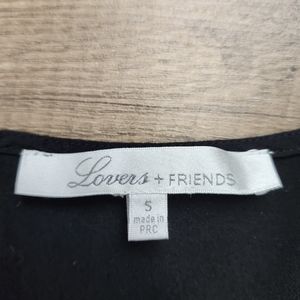 Lovers + FRIENDS
S
made in
PRC